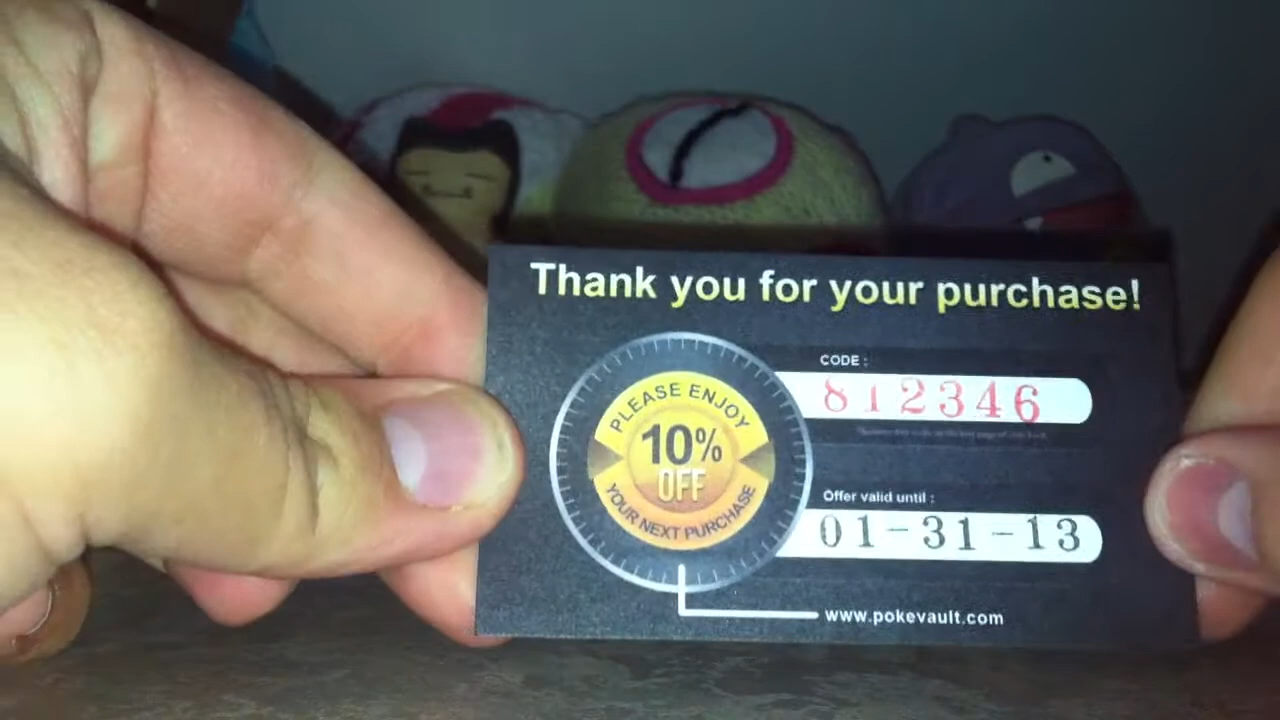 Thank you for your purchase!
PLEASE ENJOY
10%
OFF
YOUR NEXT PURCHASE
CODE :
812346
Offer valid until :
01-31-13
www.pokevault.com